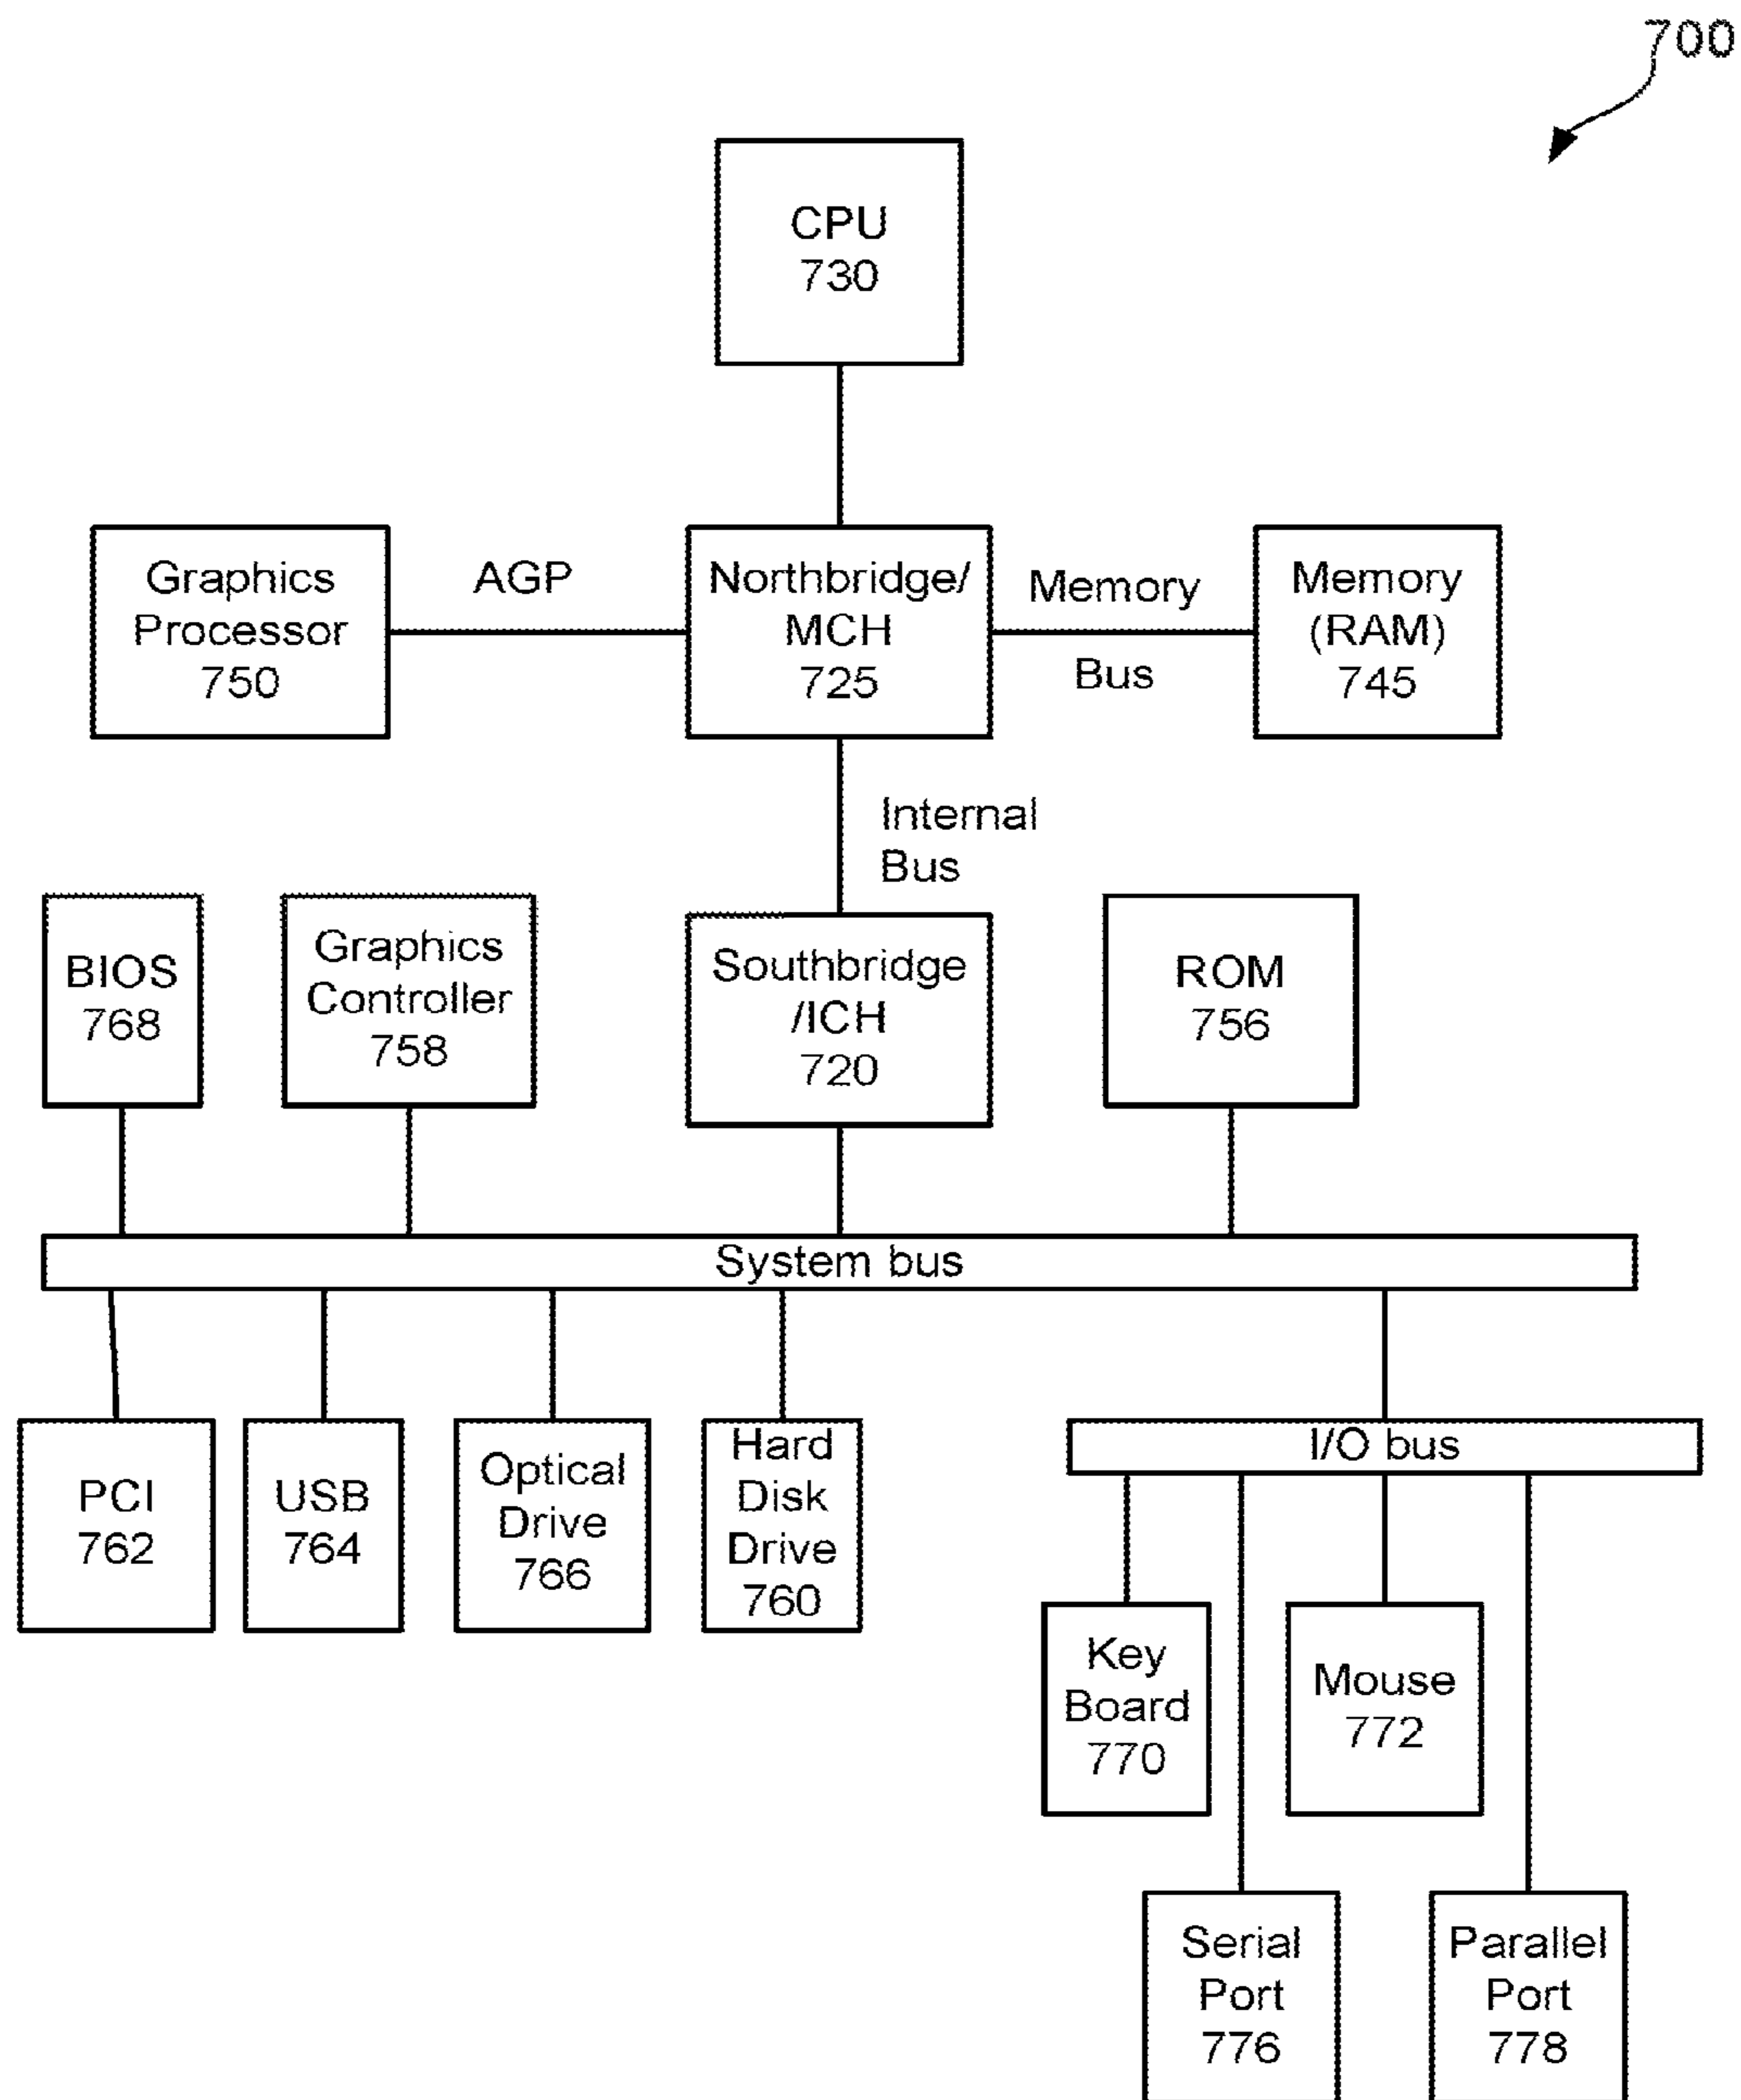 700
CPU
730
Graphics
Processor
750
AGP
Northbridge/
MCH
725
Memory
Bus
Memory
(RAM)
745
Internal
Bus
BIOS
768
Graphics
Controller
758
Southbridge
/ICH
720
ROM
756
System bus
PCI
762
USB
764
Optical
Drive
766
Hard
Disk
Drive
760
I/O bus
Key
Board
770
Mouse
772
Serial
Port
776
Parallel
Port
778